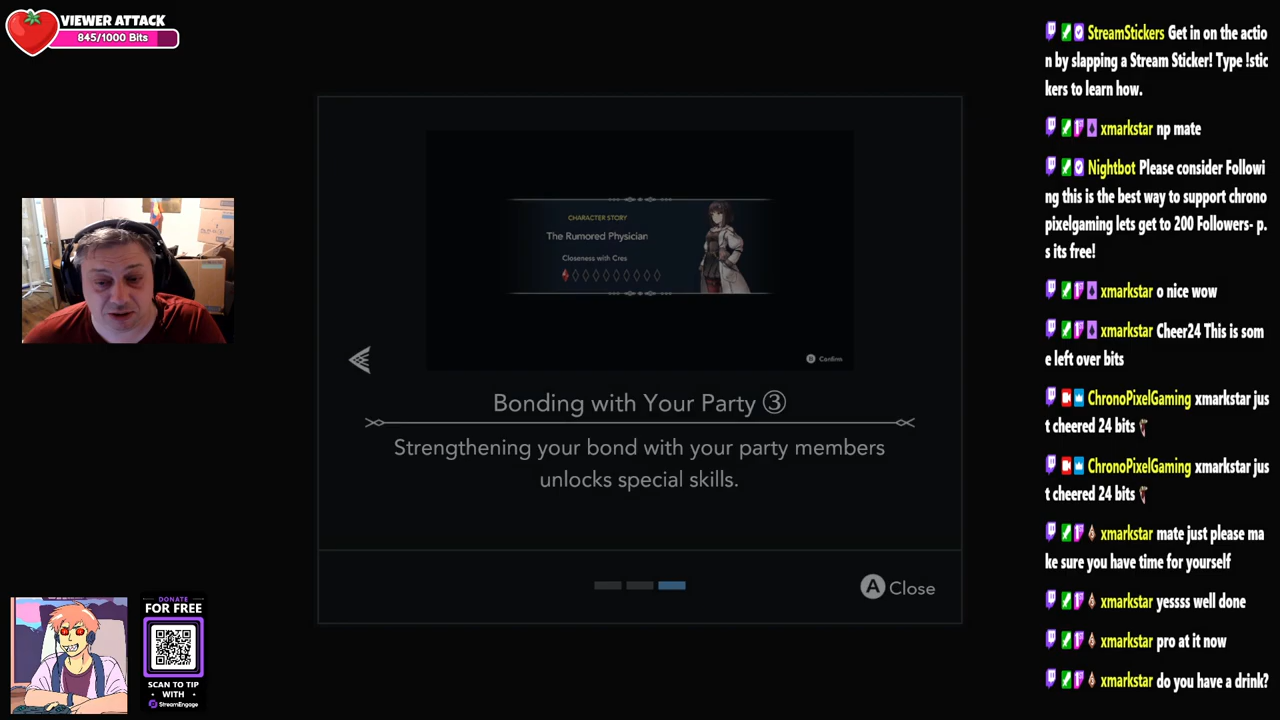 VIEWER ATTACK
845/1000 Bits
CHARACTER STORY
The Rumored Physician
Closeness with Cres
B Confirm
Bonding with Your Party ③
Strengthening your bond with your party members
unlocks special skills.
A Close
DONATE
FOR FREE
SCAN TO TIP
• WITH •
StreamEngage
StreamStickers Get in on the actio
n by slapping a Stream Sticker! Type !stic
kers to learn how.
xmarkstar np mate
Nightbot Please consider Followi
ng this is the best way to support chrono
pixelgaming lets get to 200 Followers- p.
s its free!
xmarkstar o nice wow
xmarkstar Cheer24 This is som
e left over bits
ChronoPixelGaming xmarkstar jus
t cheered 24 bits
ChronoPixelGaming xmarkstar jus
t cheered 24 bits
xmarkstar mate just please ma
ke sure you have time for yourself
xmarkstar yessss well done
xmarkstar pro at it now
xmarkstar do you have a drink?